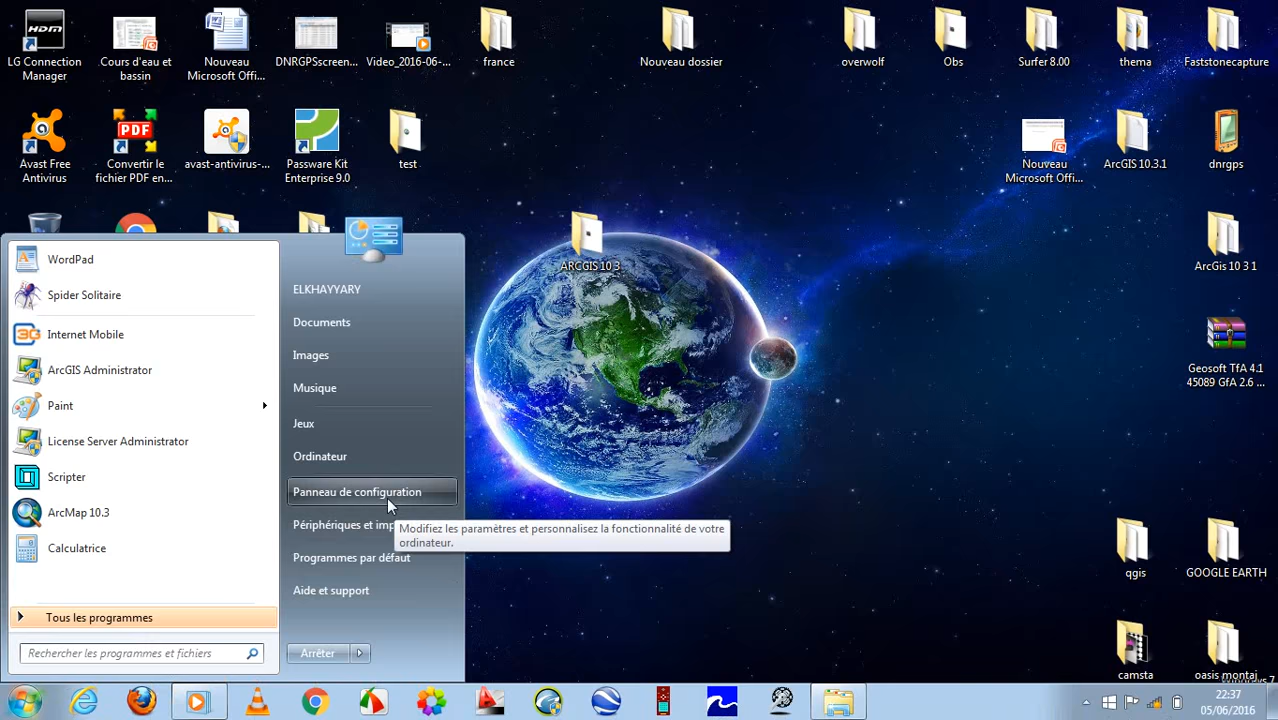 LG Connection
Manager
Cours d'eau et
bassin
Nouveau
Microsoft Offi...
DNRGPSscreen...
Video_2016-06-...
france
Nouveau dossier
overwolf
Obs
Surfer 8.00
thema
Faststonecapture
Avast Free
Antivirus
PDF
Convertir le
fichier PDF en...
avast-antivirus-...
Passware Kit
Enterprise 9.0
test
Nouveau
Microsoft Offi...
ArcGIS 10.3.1
dnrgps
ARCGIS 10 3
ArcGis 10 3 1
Geosoft TfA 4.1
45089 GfA 2.6 ...
qgis
GOOGLE EARTH
camsta
oasis montaj
WordPad
Spider Solitaire
Internet Mobile
ArcGIS Administrator
Paint
License Server Administrator
Scripter
ArcMap 10.3
Calculatrice
Tous les programmes
Rechercher les programmes et fichiers
ELKHAYYARY
Documents
Images
Musique
Jeux
Ordinateur
Panneau de configuration
Périphériques et imp
Modifiez les paramètres et personnalisez la fonctionnalité de votre
ordinateur.
Programmes par défaut
Aide et support
Arrêter
22:37
05/06/2016